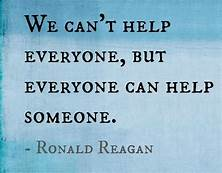 We can't help
everyone, but
everyone can help
someone.
- Ronald Reagan